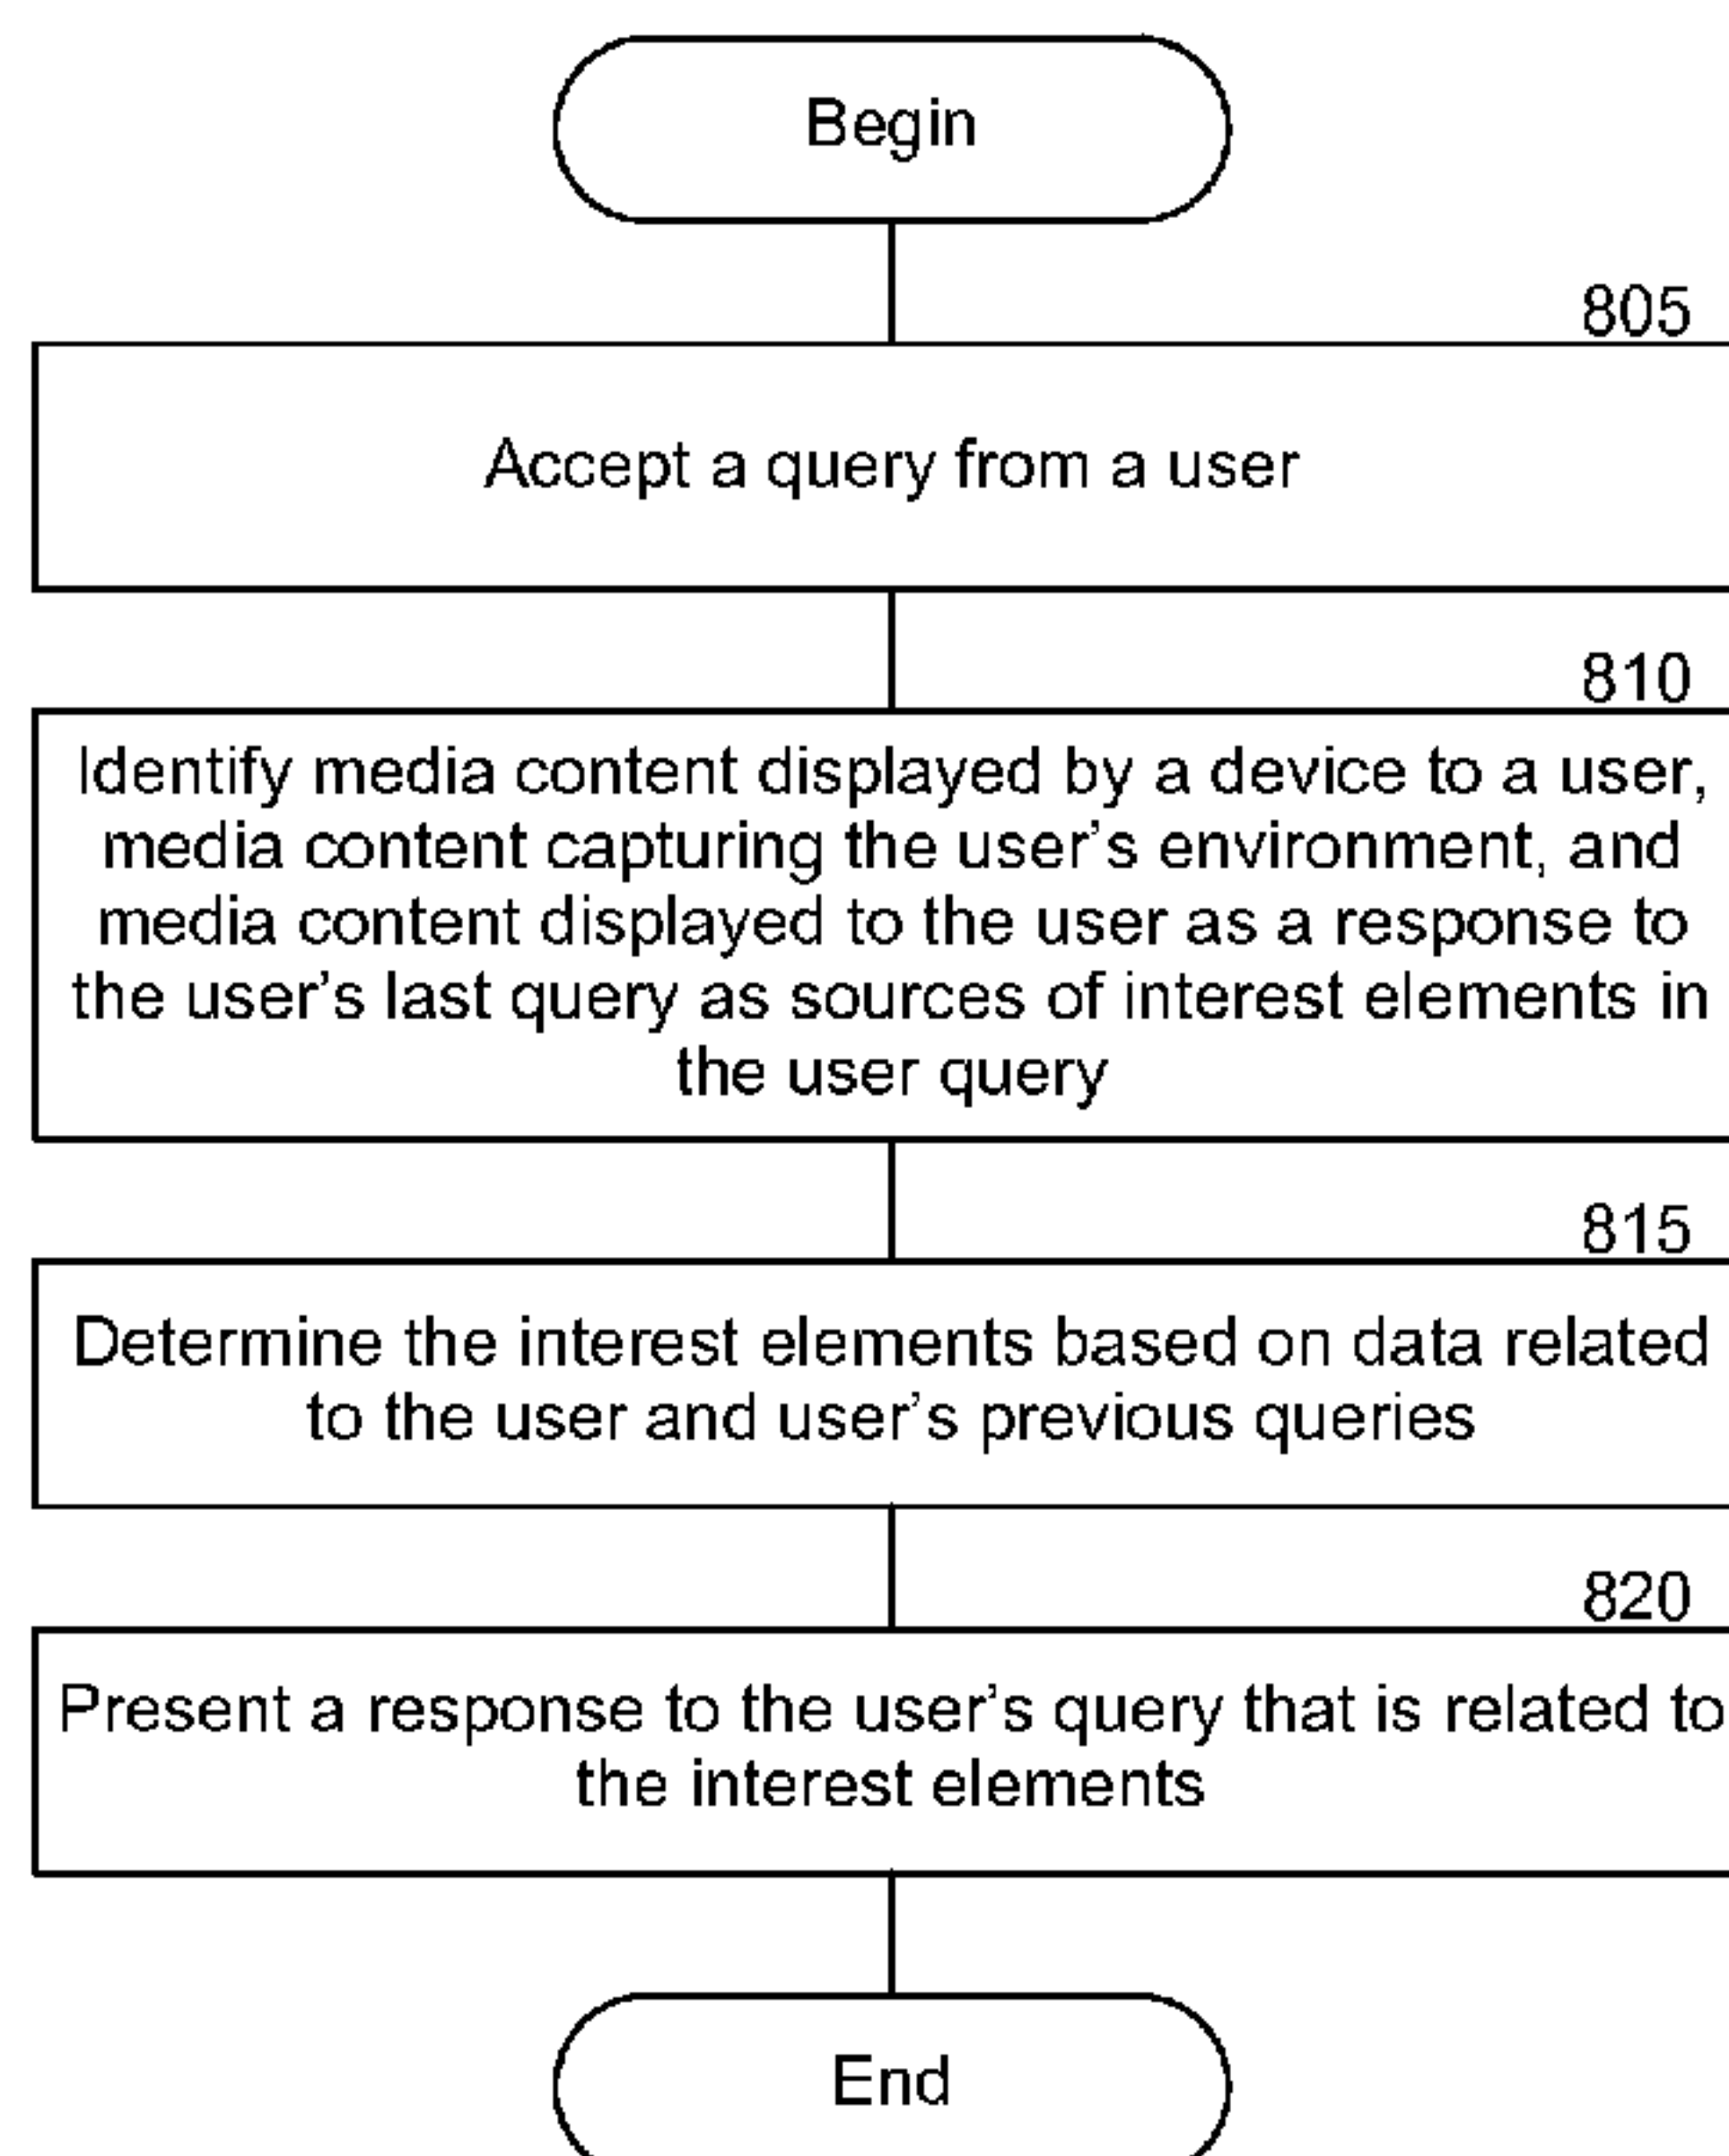 Begin
805
Accept a query from a user
810
Identify media content displayed by a device to a user,
media content capturing the user's environment, and
media content displayed to the user as a response to
the user's last query as sources of interest elements in
the user query
815
Determine the interest elements based on data related
to the user and user's previous queries
820
Present a response to the user's query that is related to
the interest elements
End